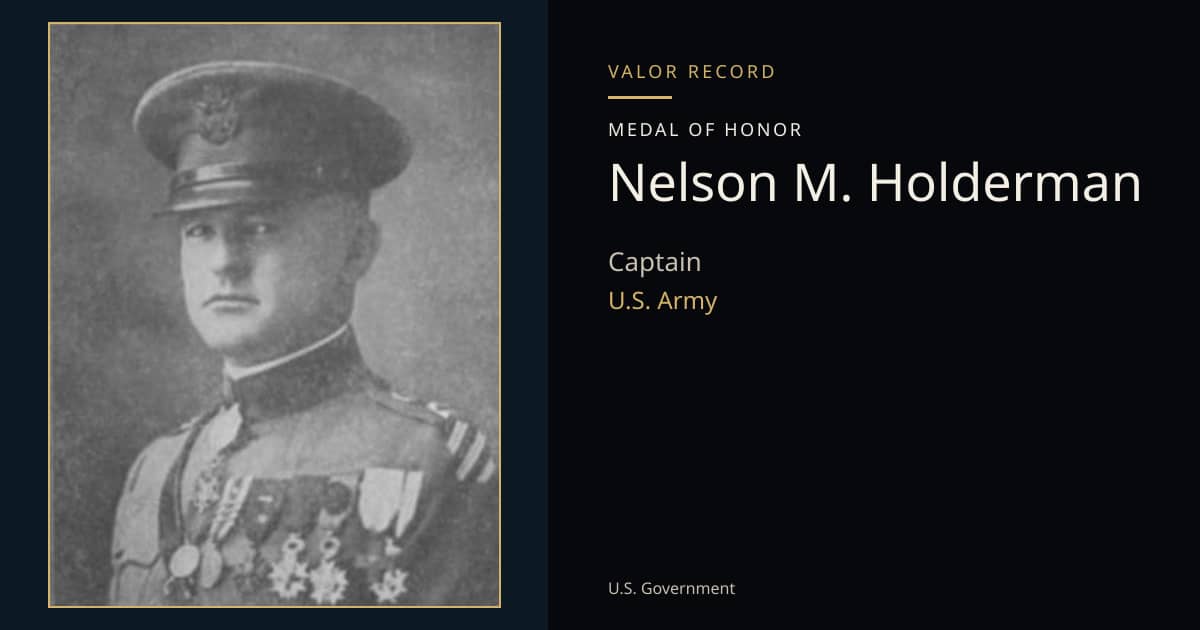 VALOR RECORD
MEDAL OF HONOR
Nelson M. Holderman
Captain
U.S. Army
U.S. Government